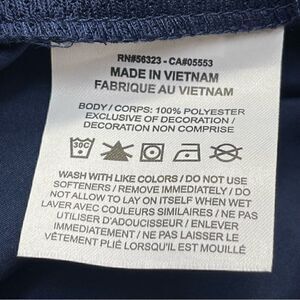 RN#56323 - CA#05553
MADE IN VIETNAM
FABRIQUE AU VIETNAM
BODY / CORPS: 100% POLYESTER
EXCLUSIVE OF DECORATION /
DECORATION NON COMPRISE
30C
WASH WITH LIKE COLORS / DO NOT USE
SOFTENERS / REMOVE IMMEDIATELY / DO
NOT ALLOW TO LAY ON ITSELF WHEN WET
LAVER AVEC COULEURS SIMILAIRES / NE PAS
UTILISER D'ADOUCISSEUR / ENLEVER
IMMÉDIATEMENT / NE PAS LAISSER LE
VÊTEMENT PLIÉ LORSQU'IL EST MOUILLÉ